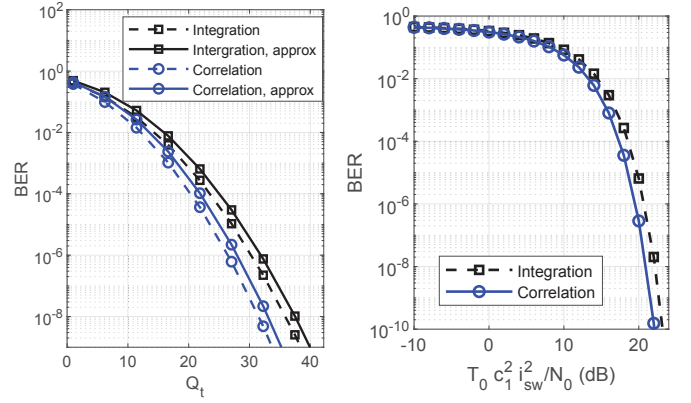 10^2
10^0
10^-2
10^-4
10^-6
10^-8
BER
0 10 20 30 40
Q_t
Integration
Intergration, approx
Correlation
Correlation, approx
10^0
10^-2
10^-4
10^-6
10^-8
10^-10
BER
-10 0 10 20
T_0 c_1^2 i_sw^2/N_0 (dB)
Integration
Correlation